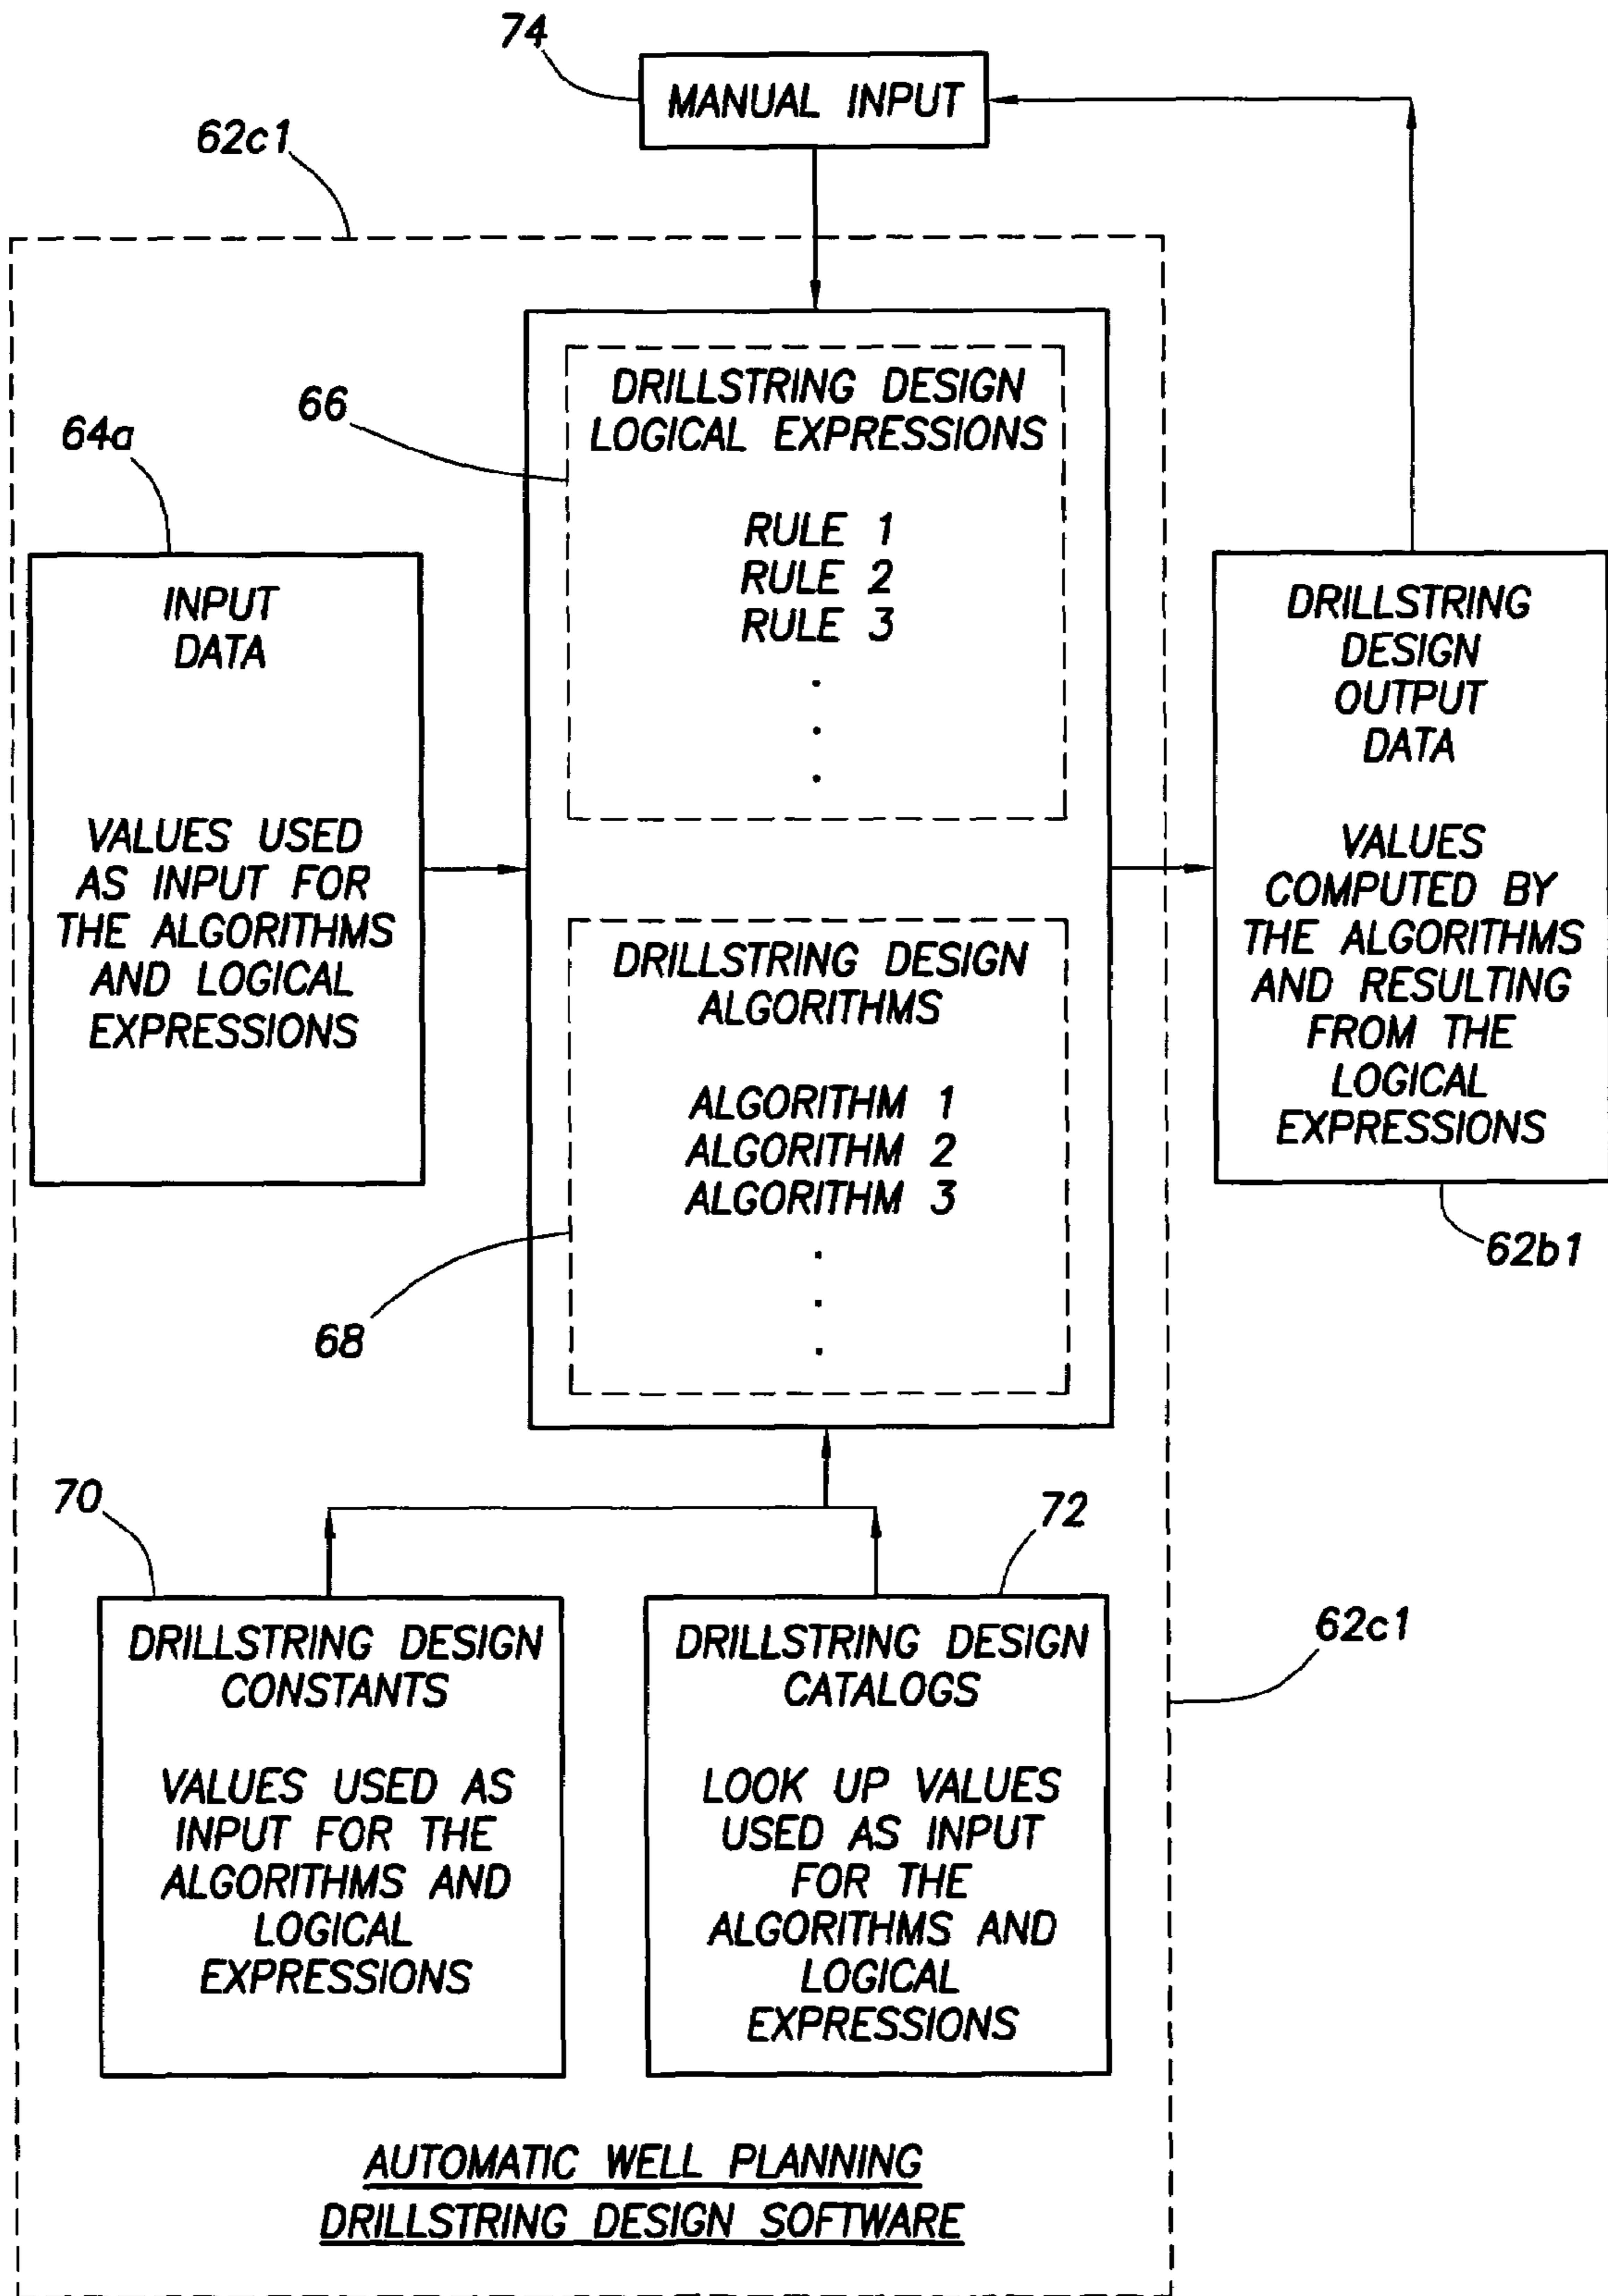 74
MANUAL INPUT
62c1
66
64a
DRILLSTRING DESIGN
LOGICAL EXPRESSIONS
RULE 1
RULE 2
RULE 3
.
.
.
INPUT
DATA
VALUES USED
AS INPUT FOR
THE ALGORITHMS
AND LOGICAL
EXPRESSIONS
DRILLSTRING DESIGN
ALGORITHMS
ALGORITHM 1
ALGORITHM 2
ALGORITHM 3
.
.
.
68
DRILLSTRING
DESIGN
OUTPUT
DATA
VALUES
COMPUTED BY
THE ALGORITHMS
AND RESULTING
FROM THE
LOGICAL
EXPRESSIONS
62b1
70
DRILLSTRING DESIGN
CONSTANTS
VALUES USED AS
INPUT FOR THE
ALGORITHMS AND
LOGICAL
EXPRESSIONS
72
DRILLSTRING DESIGN
CATALOGS
LOOK UP VALUES
USED AS INPUT
FOR THE
ALGORITHMS AND
LOGICAL
EXPRESSIONS
62c1
AUTOMATIC WELL PLANNING
DRILLSTRING DESIGN SOFTWARE